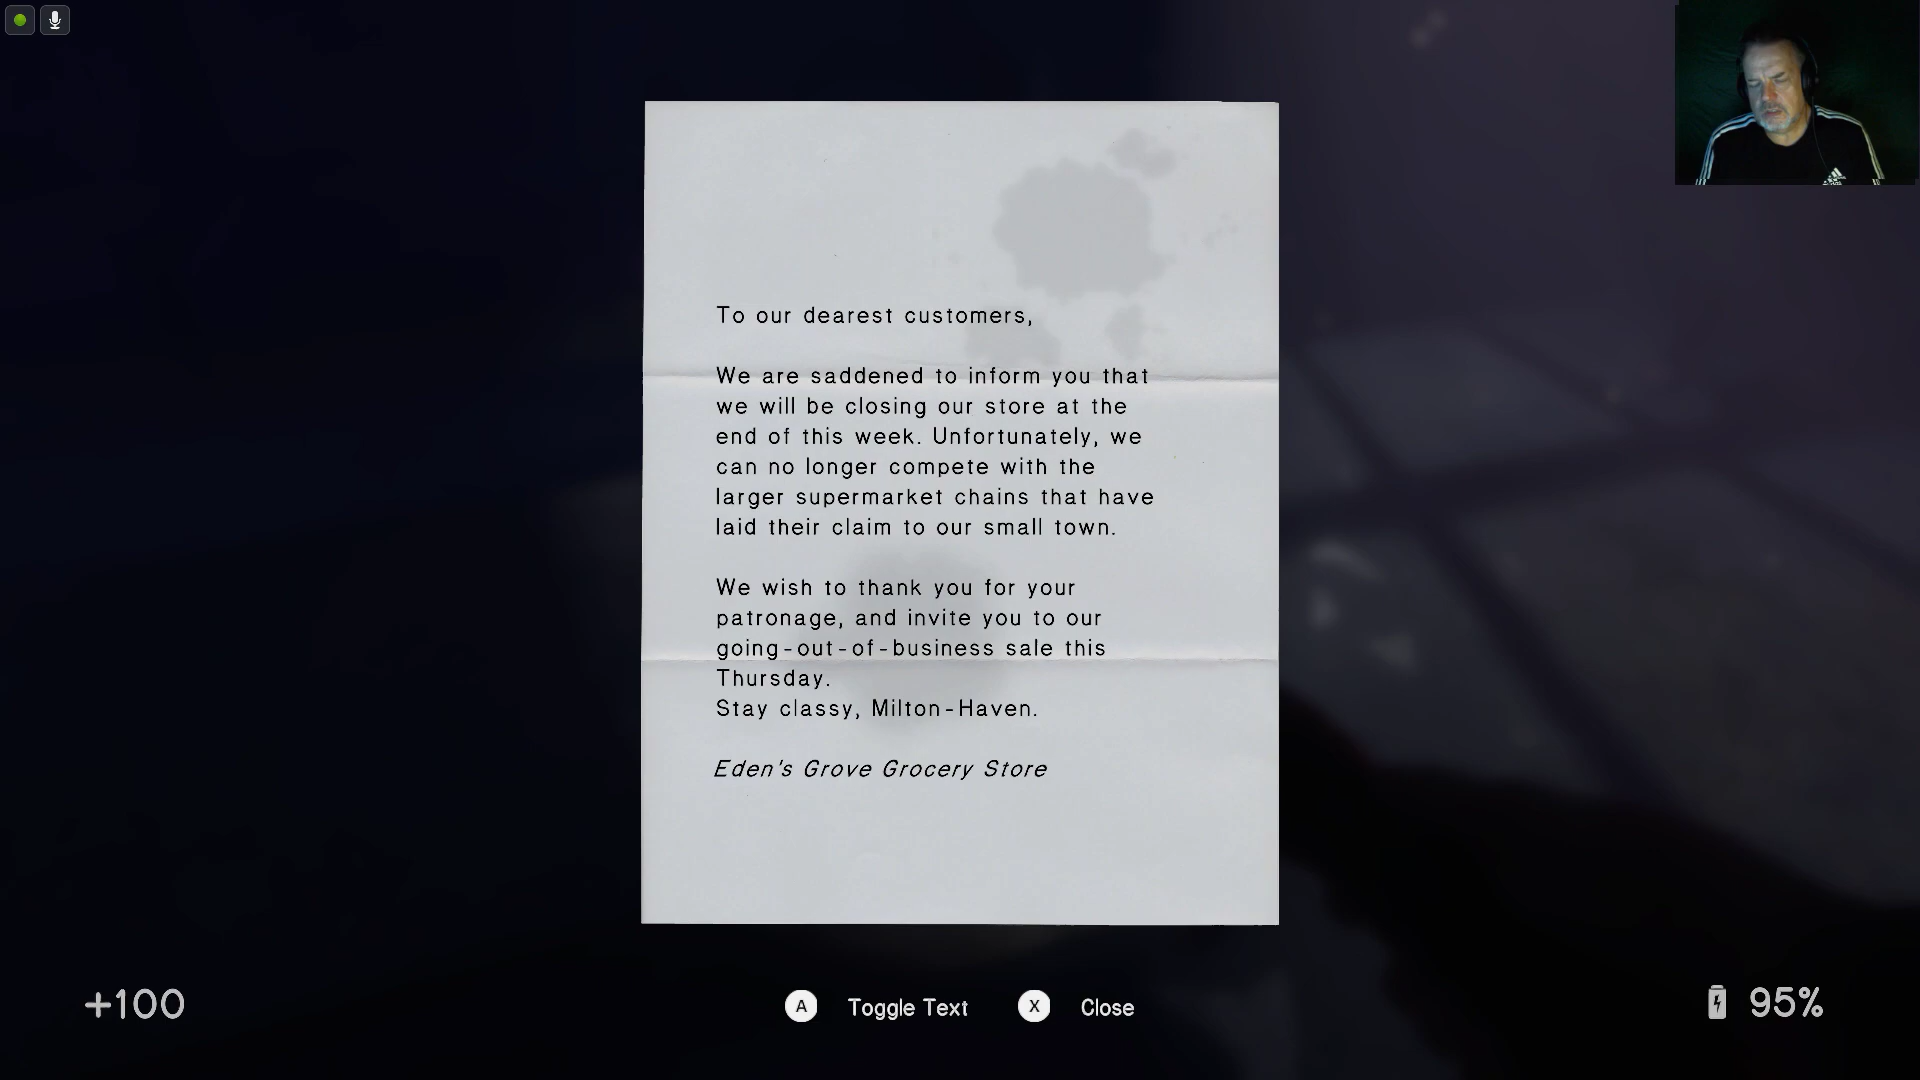 To our dearest customers,
We are saddened to inform you that
we will be closing our store at the
end of this week. Unfortunately, we
can no longer compete with the
larger supermarket chains that have
laid their claim to our small town.
We wish to thank you for your
patronage, and invite you to our
going-out-of-business sale this
Thursday.
Stay classy, Milton-Haven.
Eden's Grove Grocery Store
+100
A Toggle Text X Close
95%